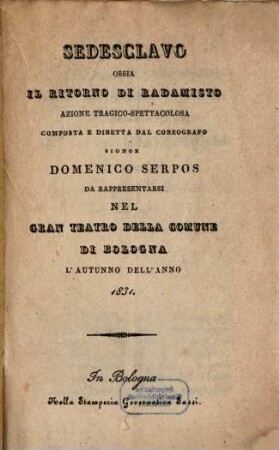 SEDESCLAVO
OSSIA
IL RITORNO DI RADAMISTO
AZIONE TRAGICO-SPETTACOLOSA
COMPOSTA E DIRETTA DAL COREOGRAFO
SIGNOR
DOMENICO SERPOS
DA RAPPRESENTARSI
NEL
GRAN TEATRO DELLA COMUNE
DI BOLOGNA
L'AUTUNNO DELL'ANNO
1831.
In Bologna
Nella Stamperia Governativa Sassi.